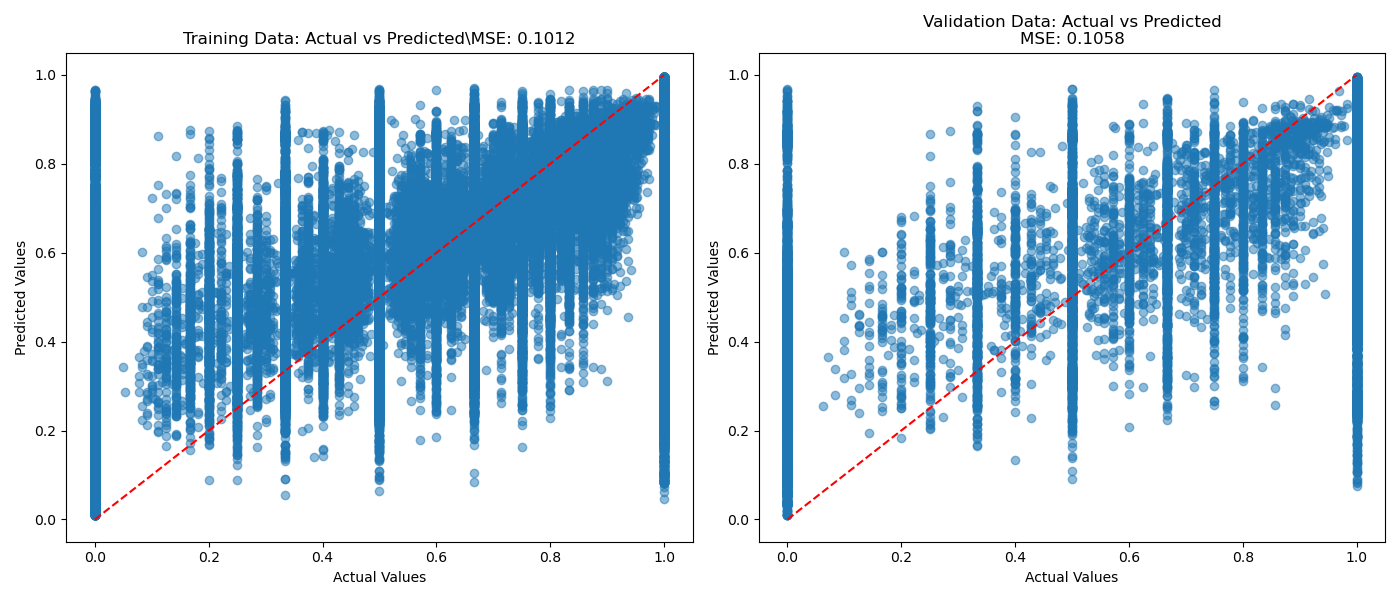 Training Data: Actual vs Predicted\MSE: 0.1012
1.0
0.8
0.6
0.4
0.2
0.0
Predicted Values
0.0 0.2 0.4 0.6 0.8 1.0
Actual Values
Validation Data: Actual vs Predicted
MSE: 0.1058
1.0
0.8
0.6
0.4
0.2
0.0
Predicted Values
0.0 0.2 0.4 0.6 0.8 1.0
Actual Values